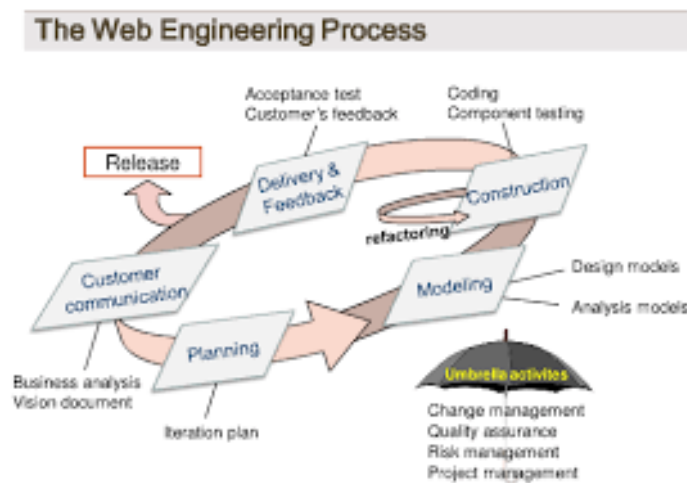 The Web Engineering Process
Acceptance test
Customer's feedback
Coding
Component testing
Release
Delivery &
Feedback
Construction
refactoring
Customer
communication
Modeling
Design models
Analysis models
Planning
Business analysis
Vision document
Iteration plan
Umbrella activites
Change management
Quality assurance
Risk management
Project management